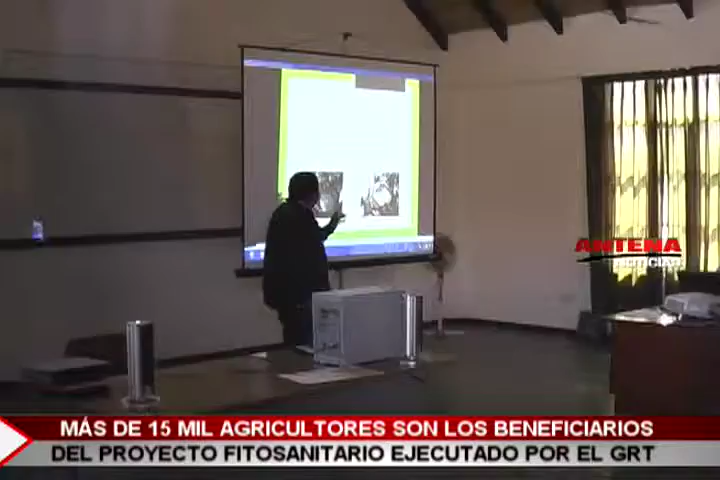 ANTENA
NOTICIAS
MÁS DE 15 MIL AGRICULTORES SON LOS BENEFICIARIOS
DEL PROYECTO FITOSANITARIO EJECUTADO POR EL GRT